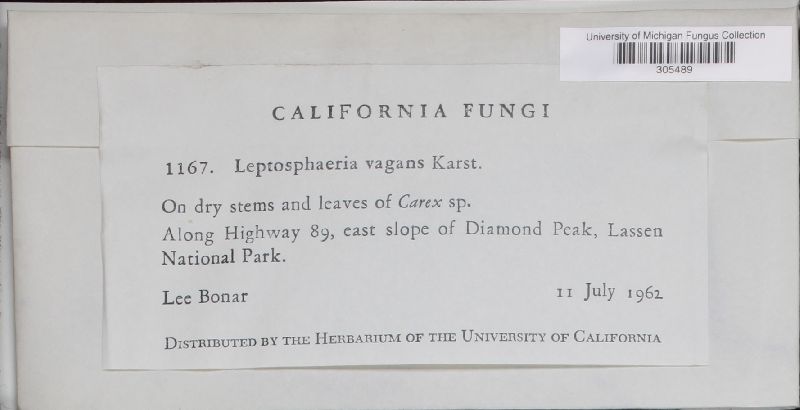 University of Michigan Fungus Collection
305489
CALIFORNIA FUNGI
1167. Leptosphaeria vagans Karst.
On dry stems and leaves of Carex sp.
Along Highway 89, east slope of Diamond Peak, Lassen
National Park.
Lee Bonar 11 July 1962
DISTRIBUTED BY THE HERBARIUM OF THE UNIVERSITY OF CALIFORNIA